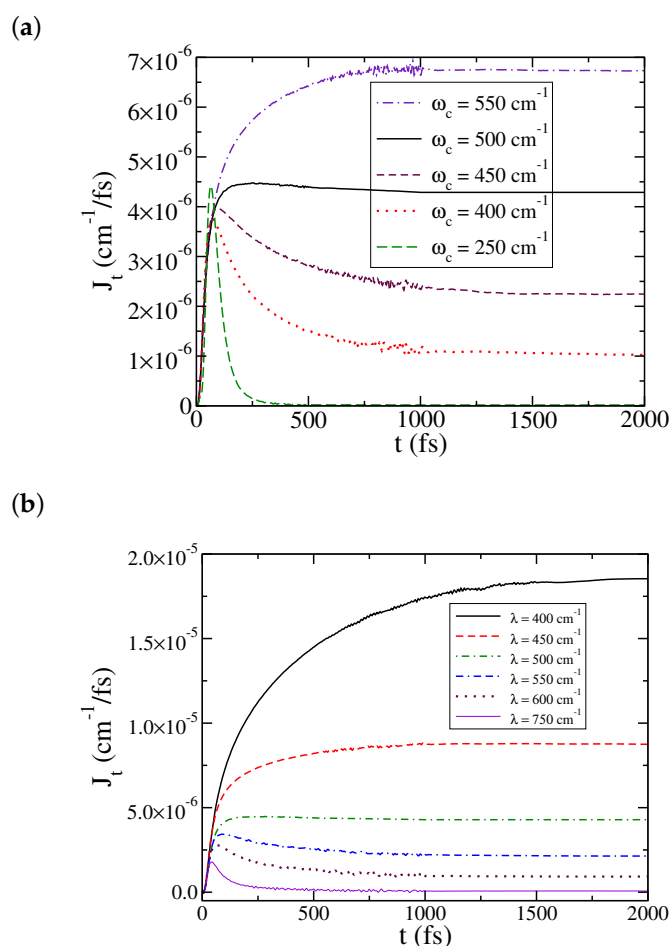 (a)
7×10⁻⁶
6×10⁻⁶
5×10⁻⁶
4×10⁻⁶
3×10⁻⁶
2×10⁻⁶
1×10⁻⁶
0
J_t (cm⁻¹/fs)
ω_c = 550 cm⁻¹
ω_c = 500 cm⁻¹
ω_c = 450 cm⁻¹
ω_c = 400 cm⁻¹
ω_c = 250 cm⁻¹
0 500 1000 1500 2000
t (fs)
(b)
2.0×10⁻⁵
1.5×10⁻⁵
1.0×10⁻⁵
5.0×10⁻⁶
0.0
J_t (cm⁻¹/fs)
λ = 400 cm⁻¹
λ = 450 cm⁻¹
λ = 500 cm⁻¹
λ = 550 cm⁻¹
λ = 600 cm⁻¹
λ = 750 cm⁻¹
0 500 1000 1500 2000
t (fs)